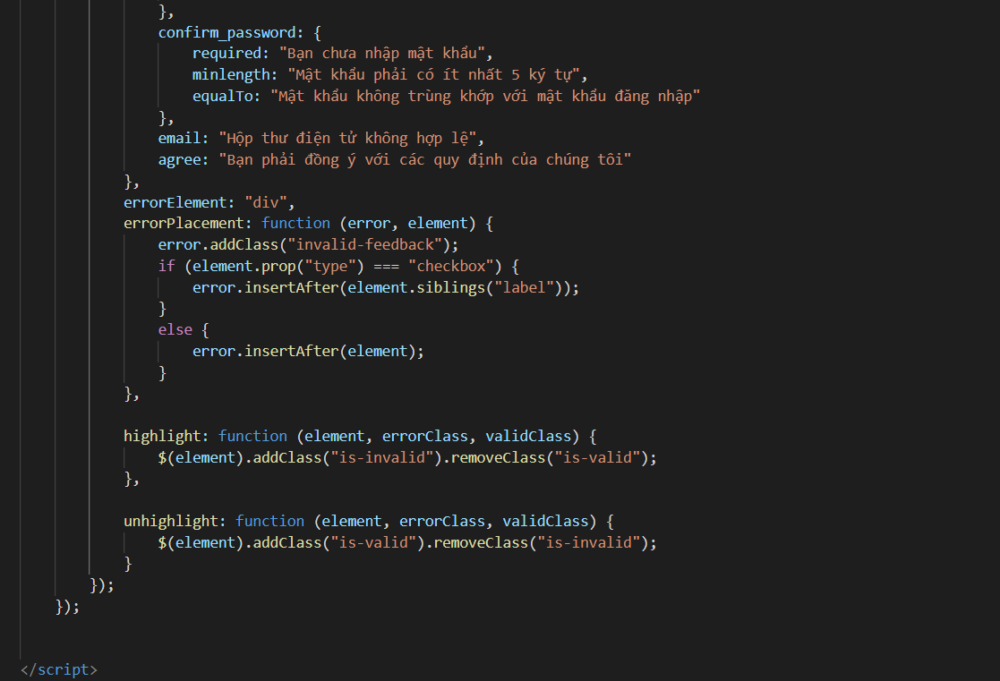 },
confirm_password: {
required: "Bạn chưa nhập mật khẩu",
minlength: "Mật khẩu phải có ít nhất 5 ký tự",
equalTo: "Mật khẩu không trùng khớp với mật khẩu đăng nhập"
},
email: "Hộp thư điện tử không hợp lệ",
agree: "Bạn phải đồng ý với các quy định của chúng tôi"
},
errorElement: "div",
errorPlacement: function (error, element) {
error.addClass("invalid-feedback");
if (element.prop("type") === "checkbox") {
error.insertAfter(element.siblings("label"));
}
else {
error.insertAfter(element);
}
},
highlight: function (element, errorClass, validClass) {
$(element).addClass("is-invalid").removeClass("is-valid");
},
unhighlight: function (element, errorClass, validClass) {
$(element).addClass("is-valid").removeClass("is-invalid");
}
});
});
</script>